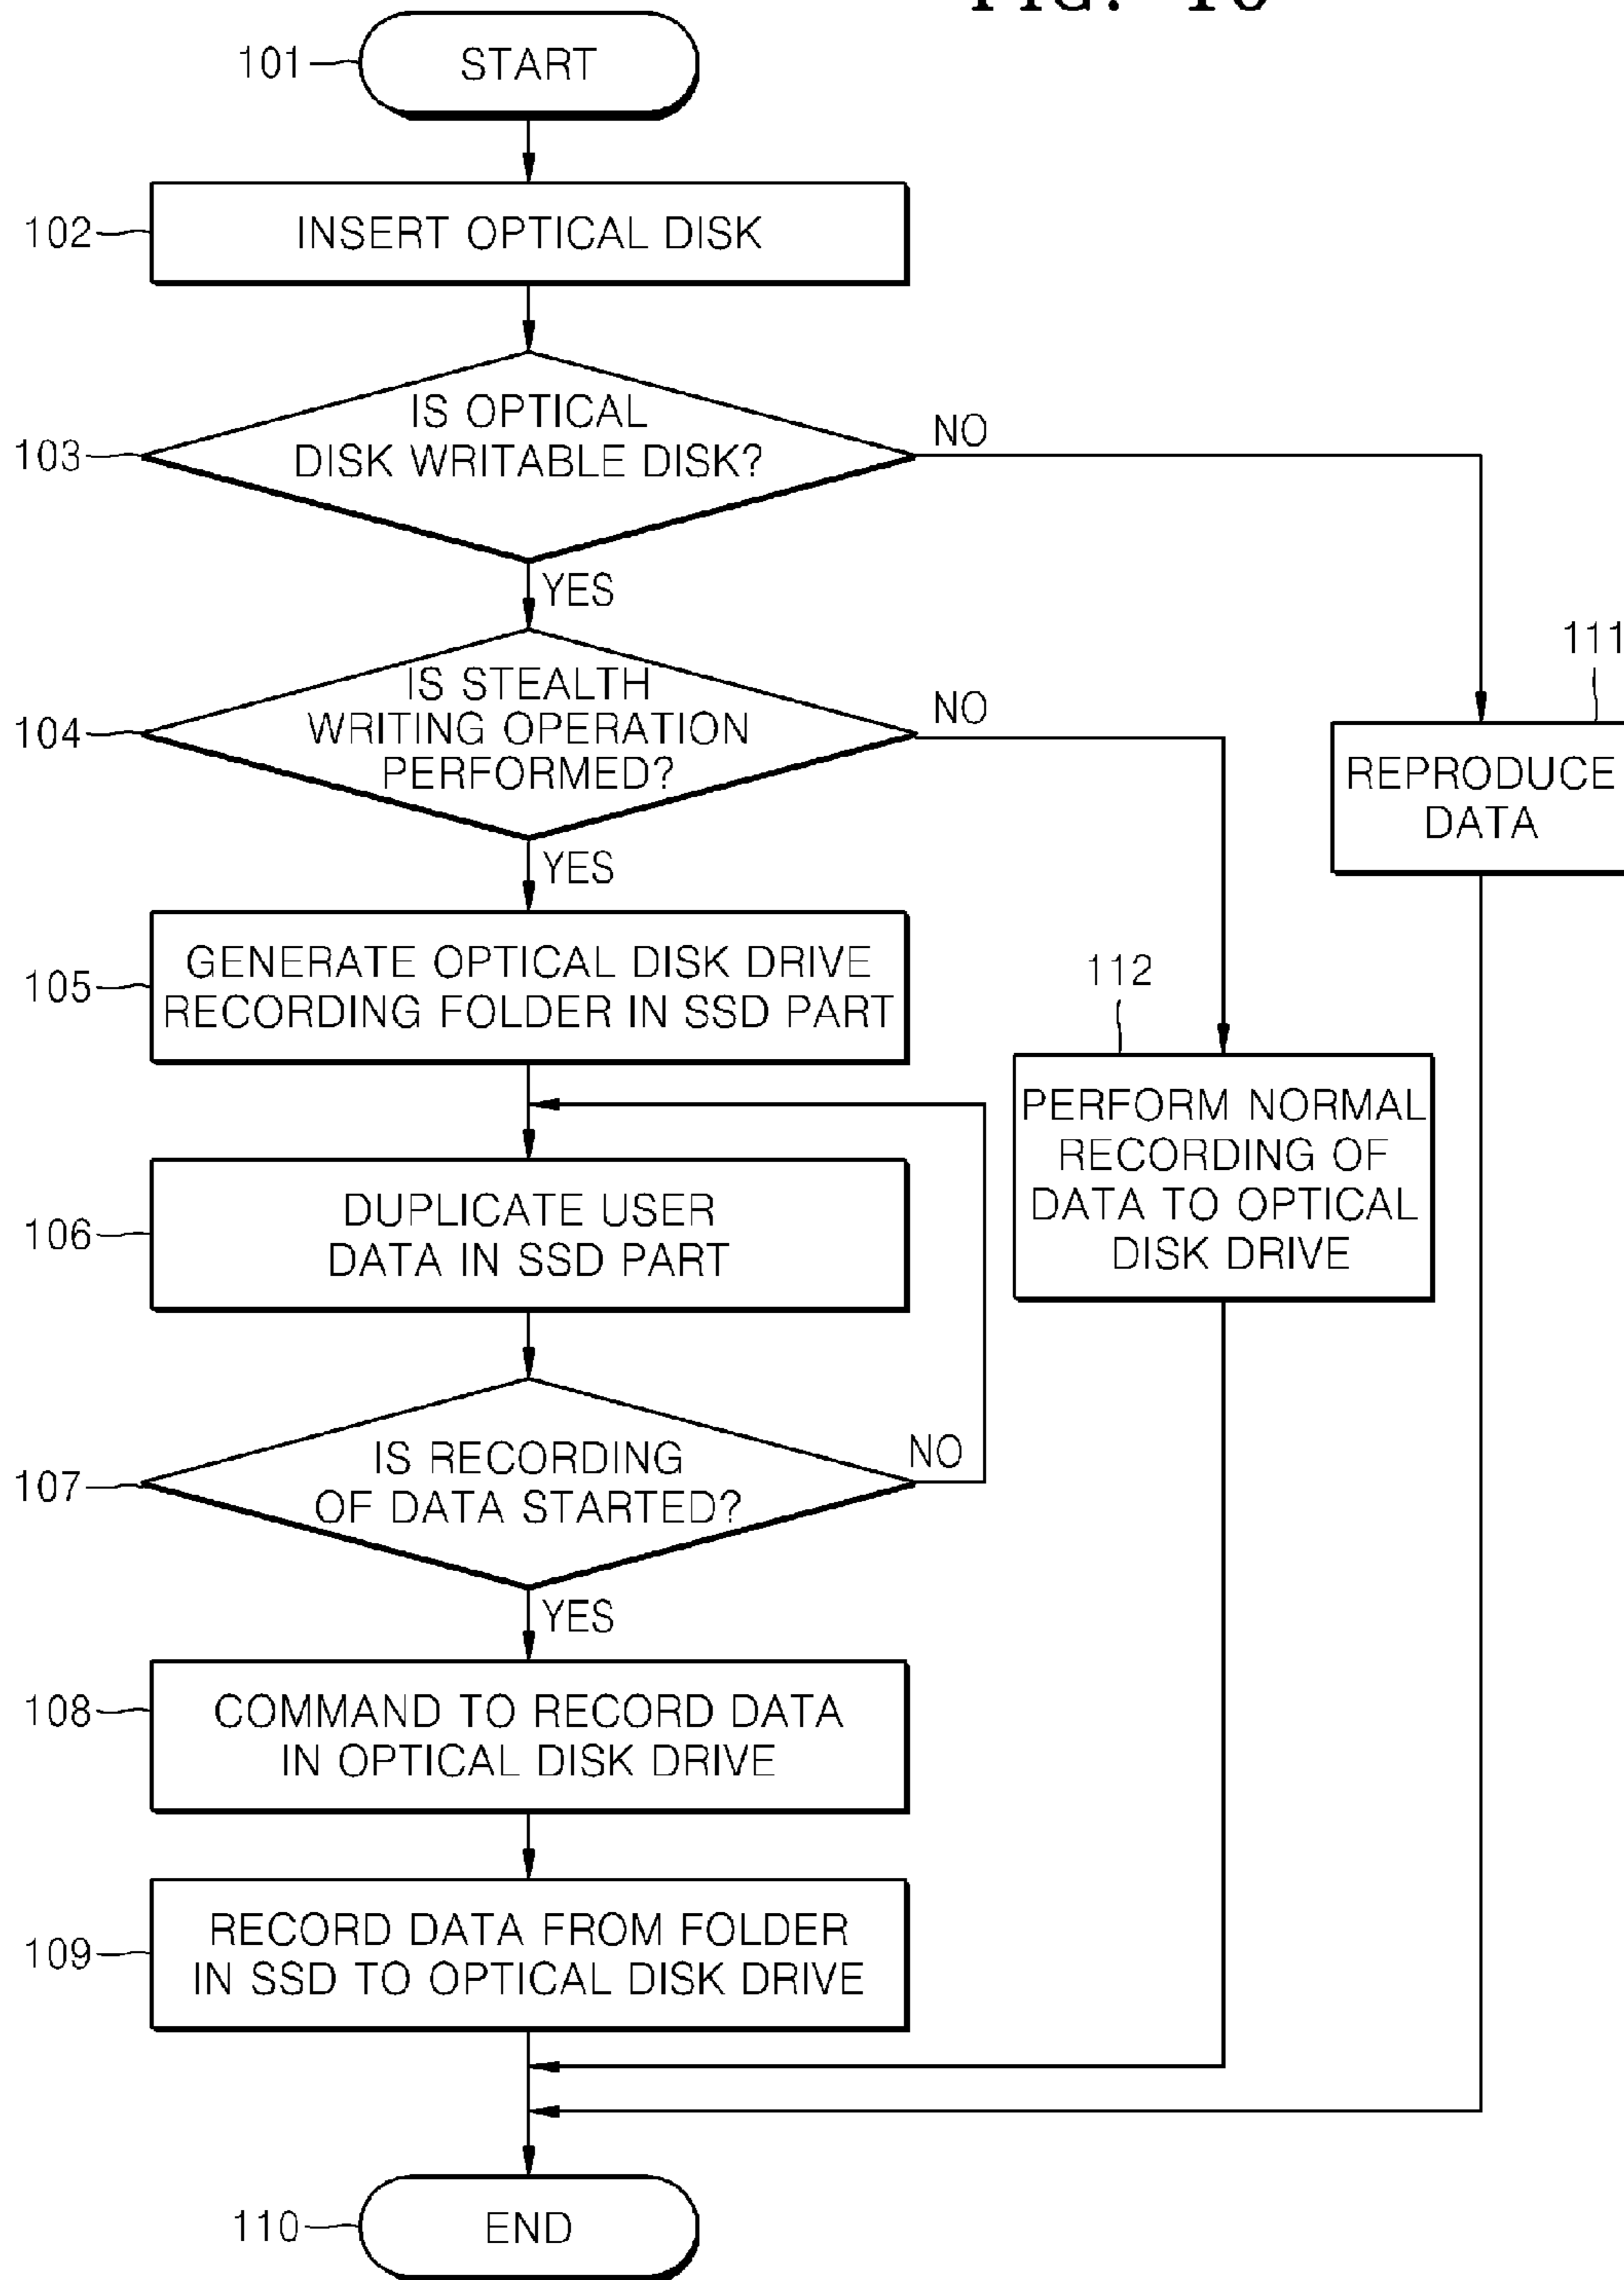 FIG. 10
101
START
102
INSERT OPTICAL DISK
103
IS OPTICAL
DISK WRITABLE DISK?
NO
YES
104
IS STEALTH
WRITING OPERATION
PERFORMED?
NO
YES
111
REPRODUCE
DATA
105
GENERATE OPTICAL DISK DRIVE
RECORDING FOLDER IN SSD PART
112
PERFORM NORMAL
RECORDING OF
DATA TO OPTICAL
DISK DRIVE
106
DUPLICATE USER
DATA IN SSD PART
107
IS RECORDING
OF DATA STARTED?
NO
YES
108
COMMAND TO RECORD DATA
IN OPTICAL DISK DRIVE
109
RECORD DATA FROM FOLDER
IN SSD TO OPTICAL DISK DRIVE
110
END